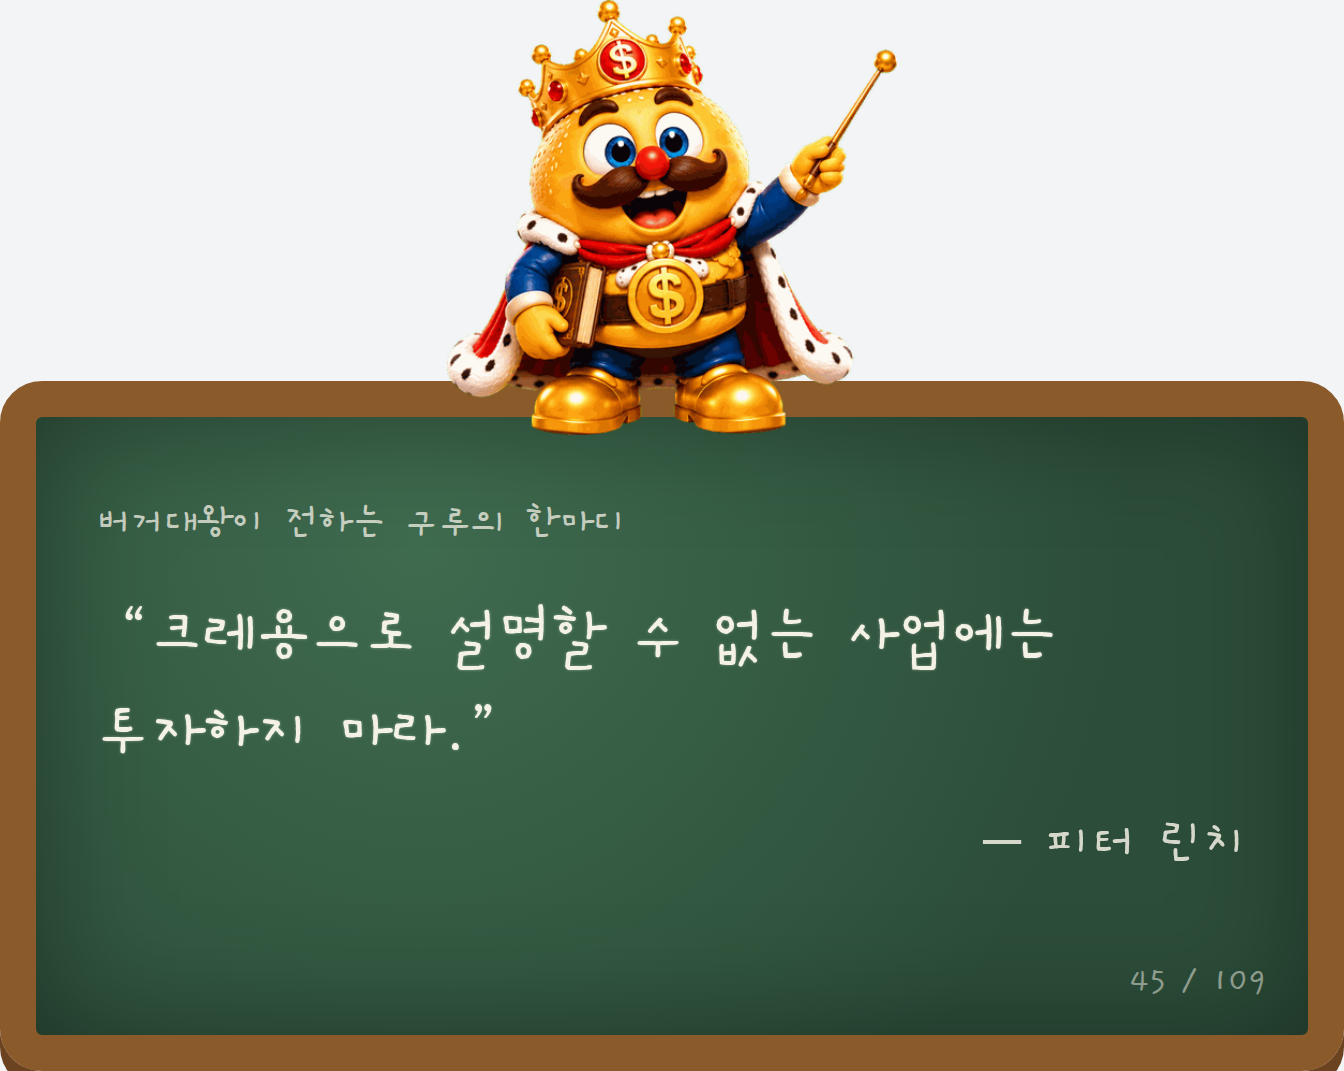 $
$
$
버거대왕이 전하는 구루의 한마디
“크레용으로 설명할 수 없는 사업에는
투자하지 마라.”
— 피터 린치
45 / 109